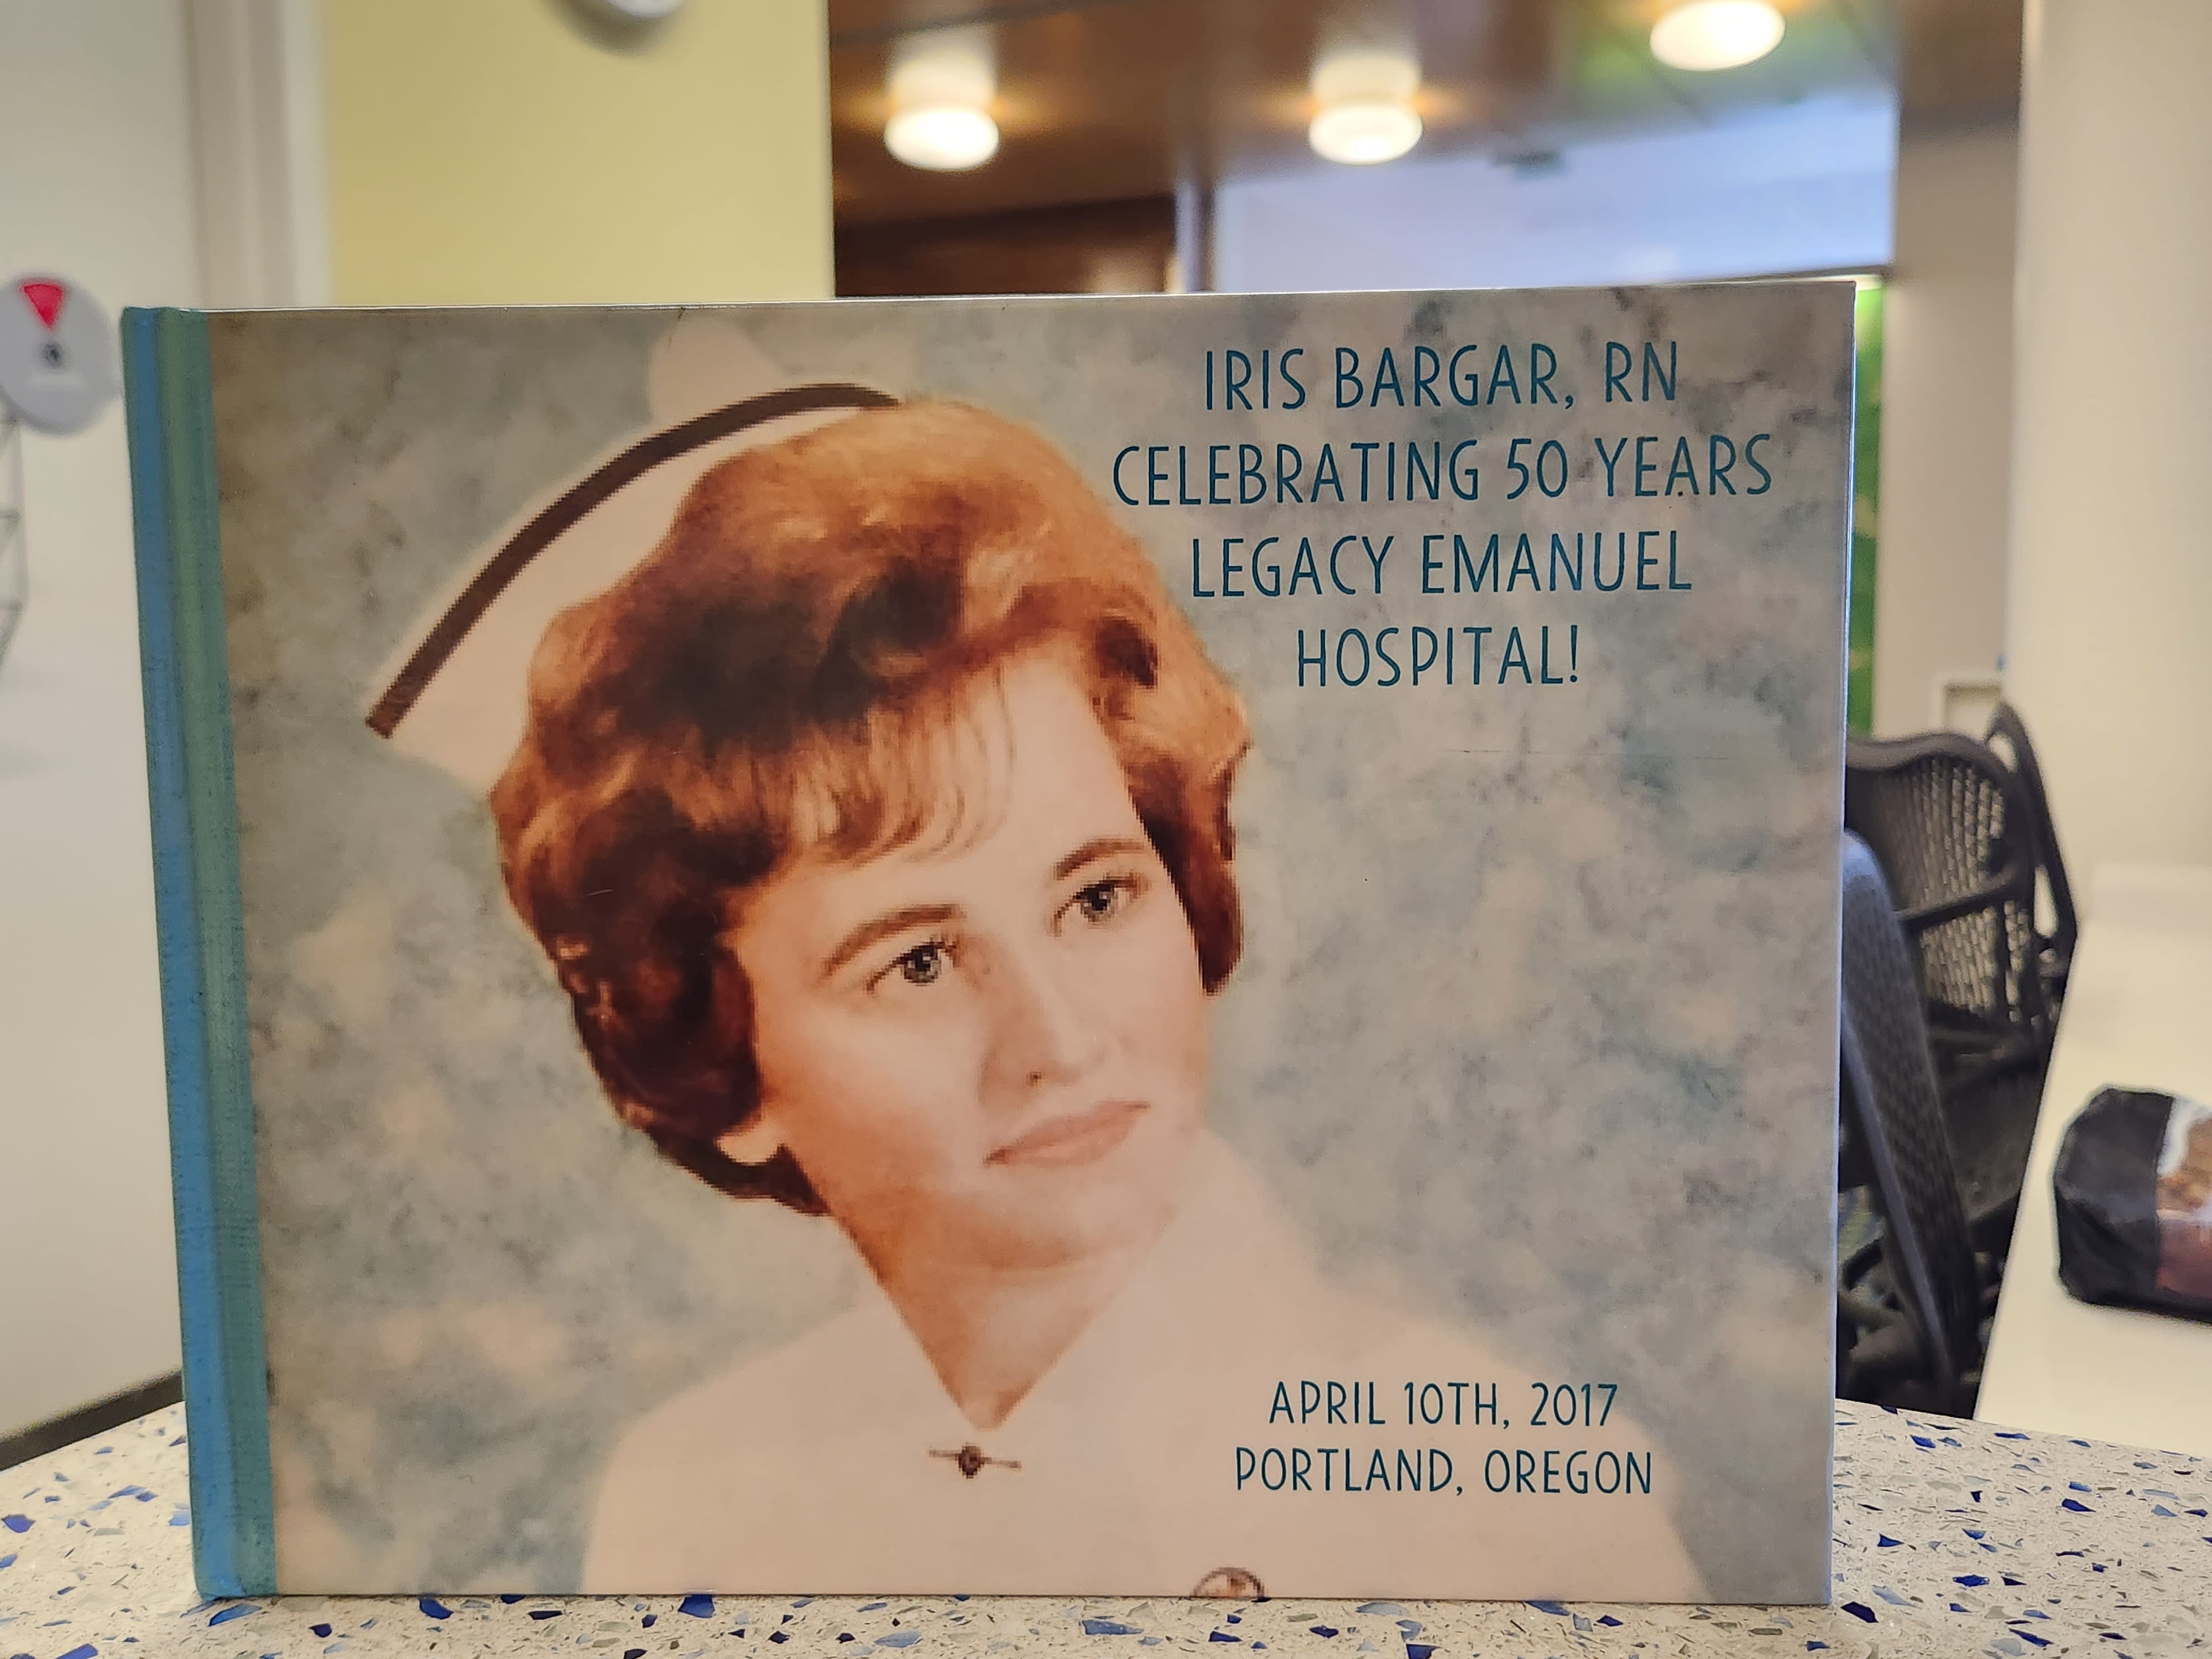 IRIS BARGAR, RN
CELEBRATING 50 YEARS
LEGACY EMANUEL
HOSPITAL!
APRIL 10TH, 2017
PORTLAND, OREGON